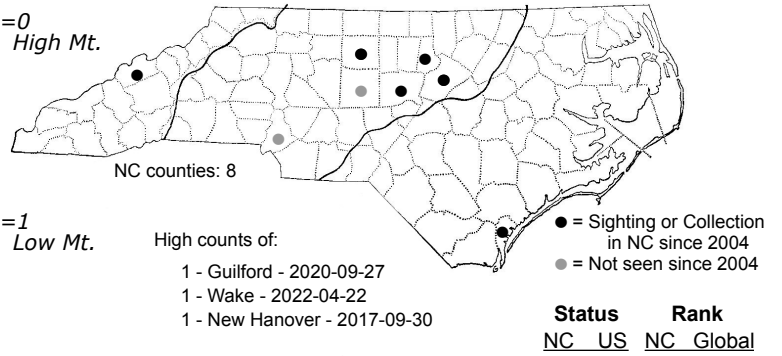 =0
High Mt.
NC counties: 8
=1
Low Mt.
High counts of:
1 - Guilford - 2020-09-27
1 - Wake - 2022-04-22
1 - New Hanover - 2017-09-30
= Sighting or Collection
in NC since 2004
= Not seen since 2004
Status Rank
NC US NC Global